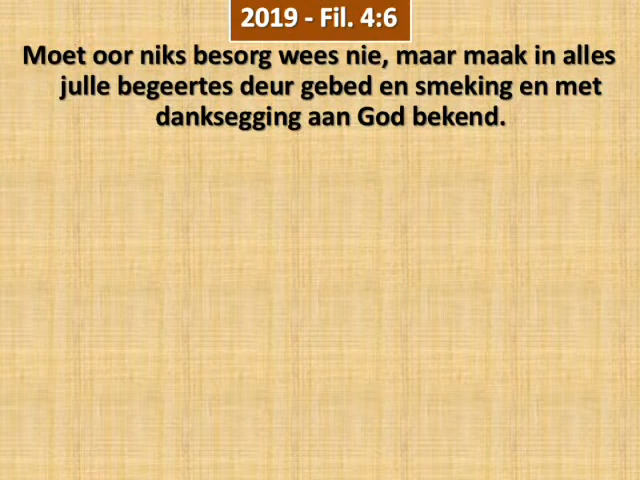 2019 - Fil. 4:6
Moet oor niks besorg wees nie, maar maak in alles
julle begeertes deur gebed en smeking en met
danksegging aan God bekend.